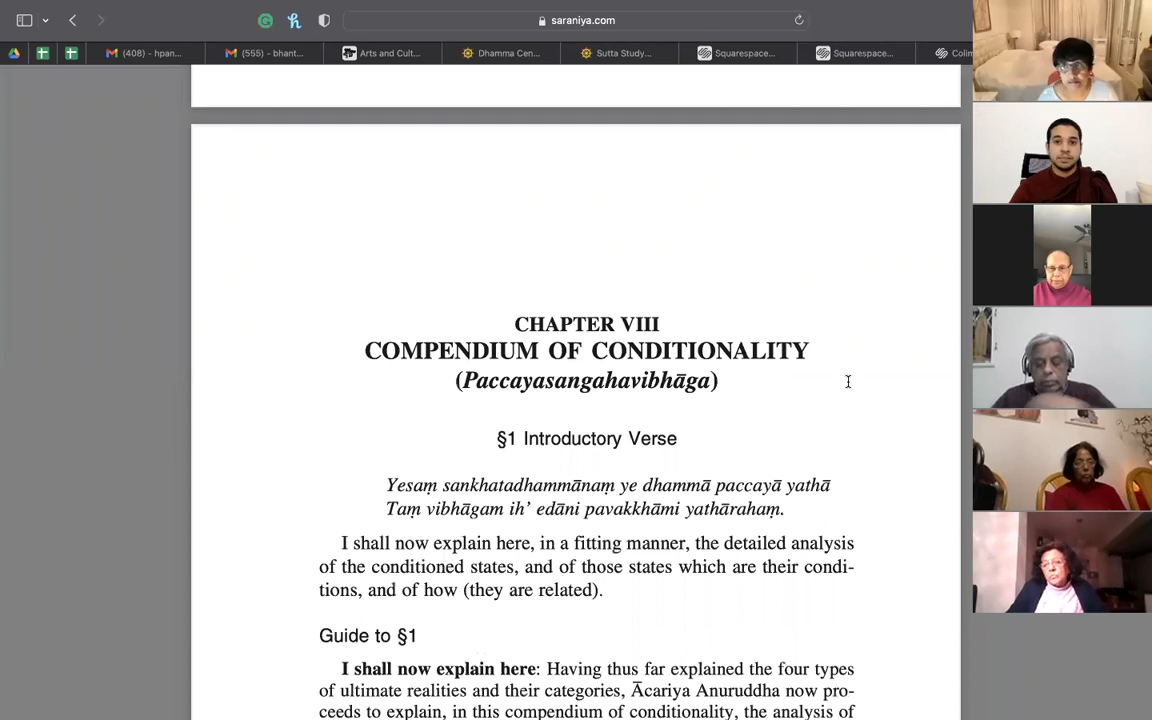 saraniya.com
(408) - hpan...
(555) - bhant...
Arts and Cult...
Dhamma Cen...
Sutta Study...
Squarespace...
Squarespace...
Colin
CHAPTER VIII
COMPENDIUM OF CONDITIONALITY
(Paccayasangahavibhāga)
§1 Introductory Verse
Yesaṃ sankhatadhammānaṃ ye dhammā paccayā yathā
Taṃ vibhāgam ih' edāni pavakkhāmi yathārahaṃ.
I shall now explain here, in a fitting manner, the detailed analysis
of the conditioned states, and of those states which are their condi-
tions, and of how (they are related).
Guide to §1
I shall now explain here: Having thus far explained the four types
of ultimate realities and their categories, Ācariya Anuruddha now pro-
ceeds to explain, in this compendium of conditionality, the analysis of